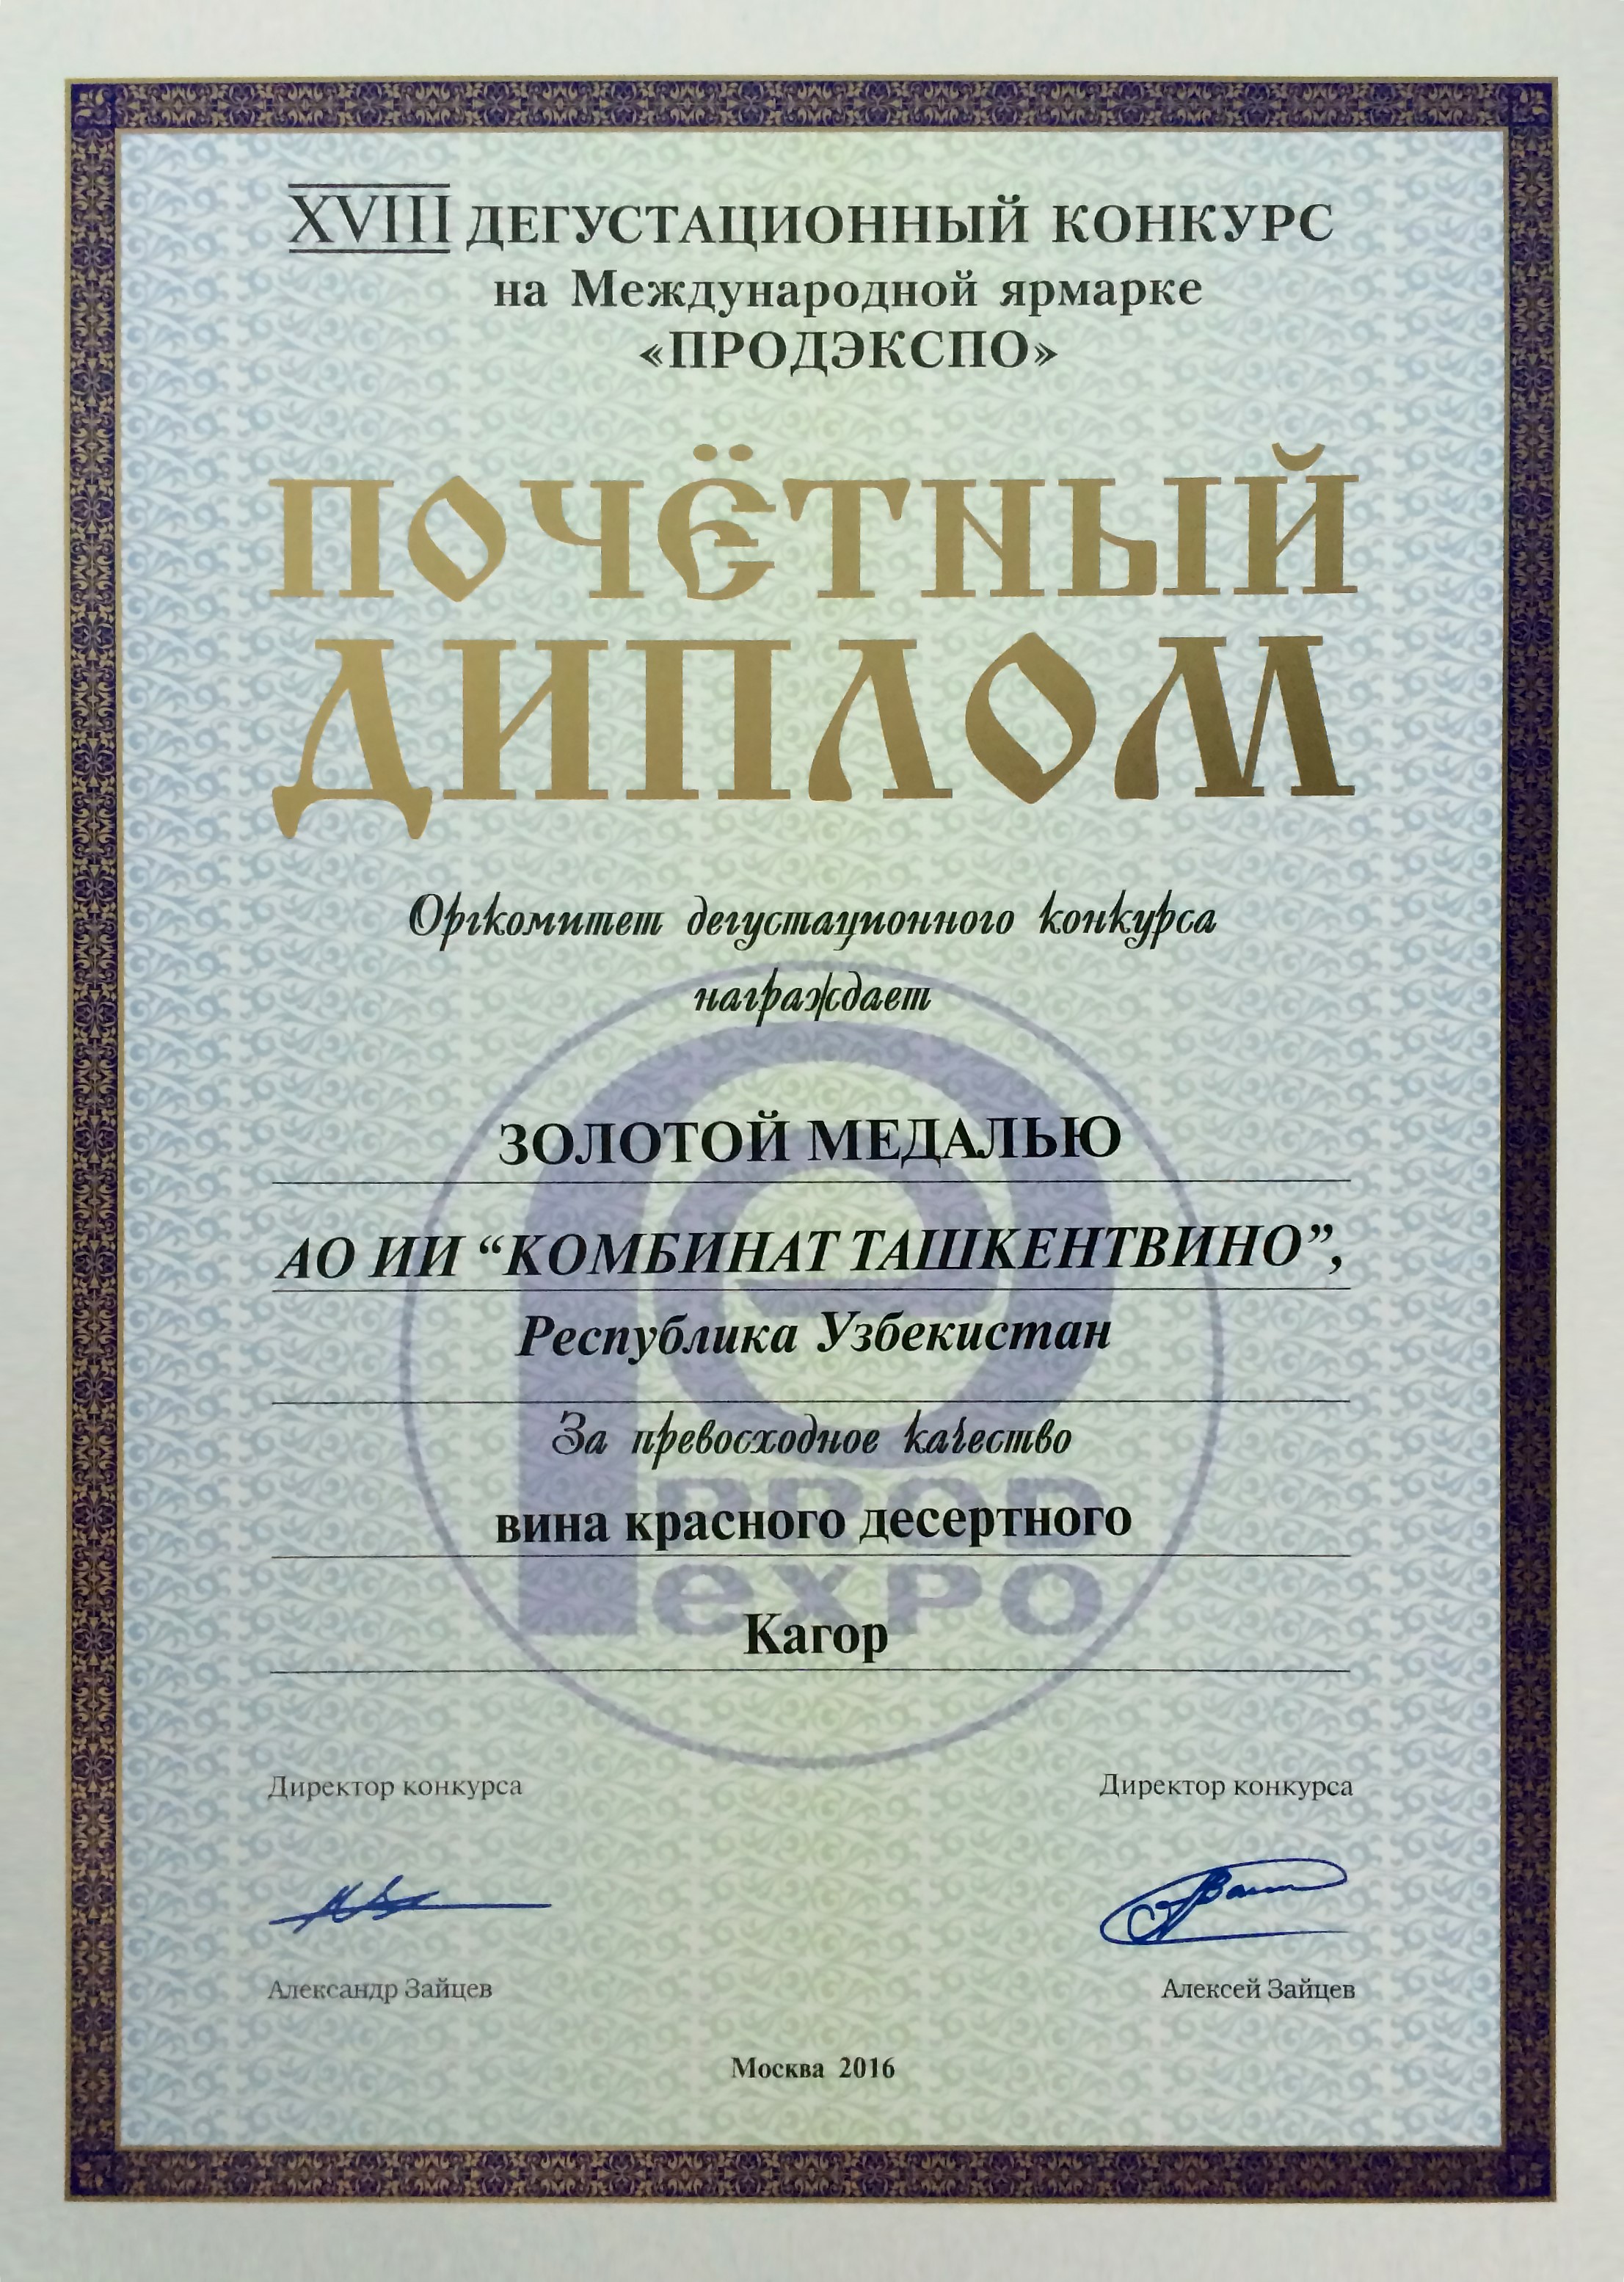 XVIII ДЕГУСТАЦИОННЫЙ КОНКУРС
на Международной ярмарке
«ПРОДЭКСПО»
ПОЧЁТНЫЙ
ДИПЛОМ
Оргкомитет дегустационного конкурса
награждает
ЗОЛОТОЙ МЕДАЛЬЮ
АО ИИ “КОМБИНАТ ТАШКЕНТВИНО”,
Республика Узбекистан
За превосходное качество
PROD
вина красного десертного
expo
Кагор
Директор конкурса Директор конкурса
Александр Зайцев Алексей Зайцев
Москва 2016